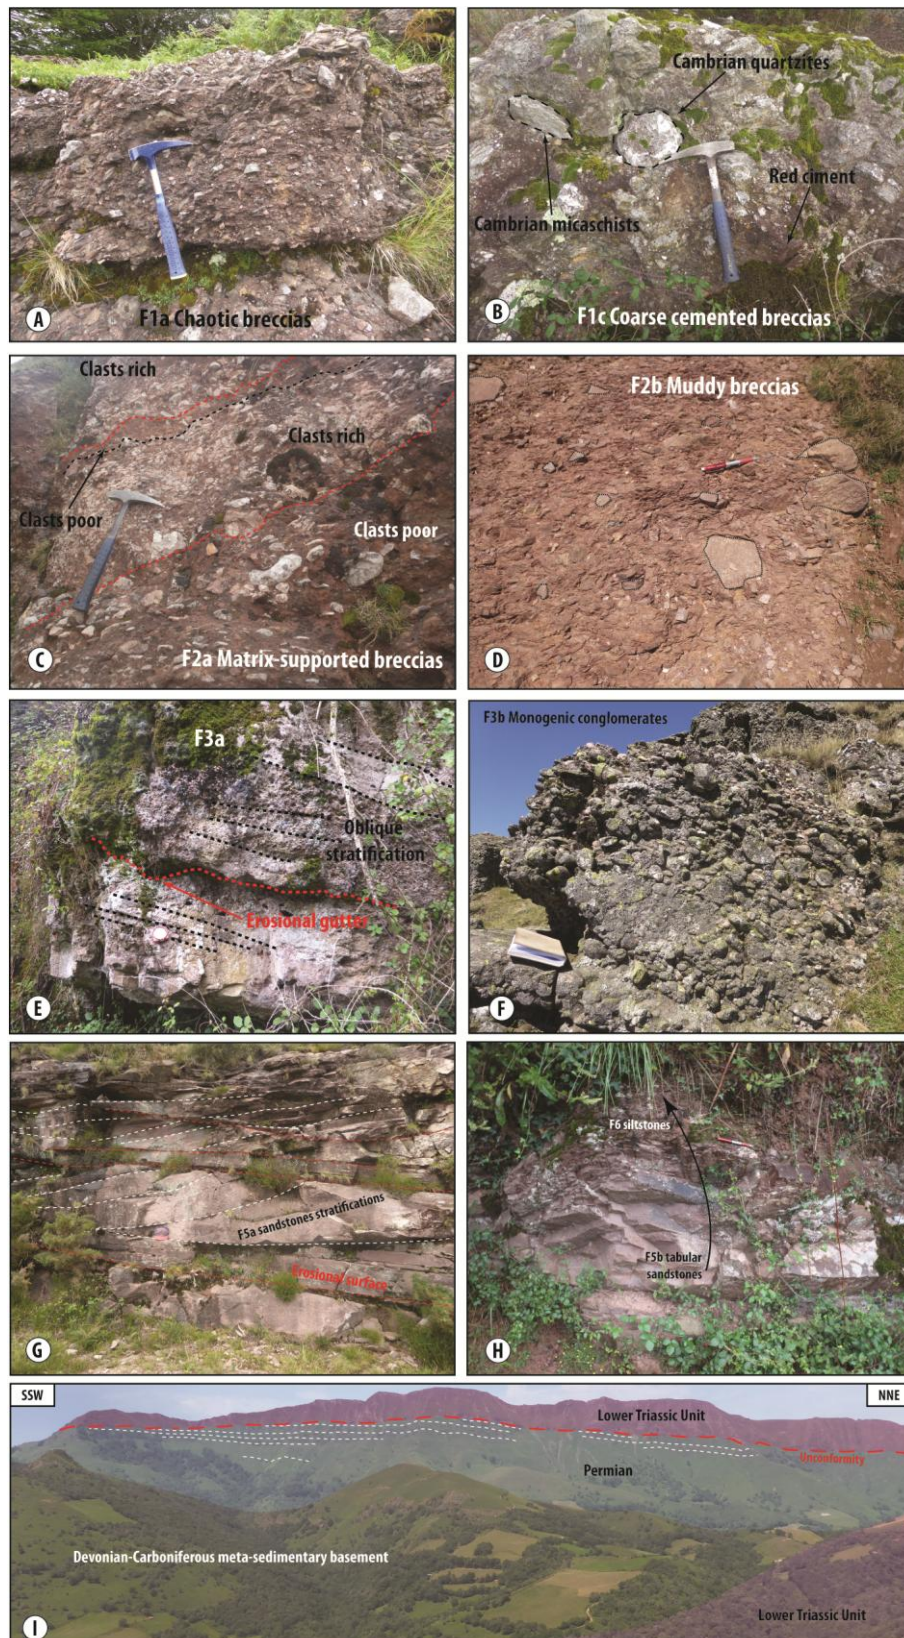 A
F1a Chaotic breccias
Cambrian quartzites
Red ciment
Cambrian micaschists
B
F1c Coarse cemented breccias
Clasts rich
Clasts rich
Clasts poor
Clasts poor
C
F2a Matrix-supported breccias
F2b Muddy breccias
D
F3a
Oblique
stratification
Erosional gutter
E
F3b Monogenic conglomerates
F
F5a sandstones stratifications
Erosional surface
G
F6 siltstones
F5b tabular
sandstones
H
SSW
NNE
Lower Triassic Unit
Unconformity
Permian
Devonian-Carboniferous meta-sedimentary basement
Lower Triassic Unit
I